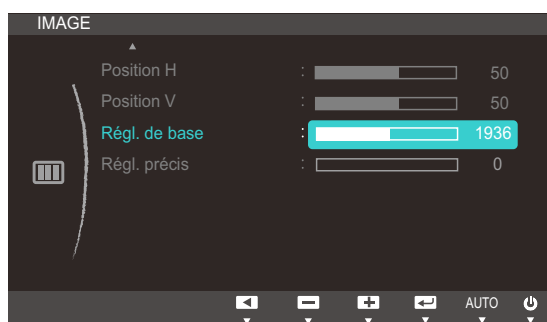 IMAGE
Position H : 50
Position V : 50
Régl. de base : 1936
Régl. précis : 0
AUTO